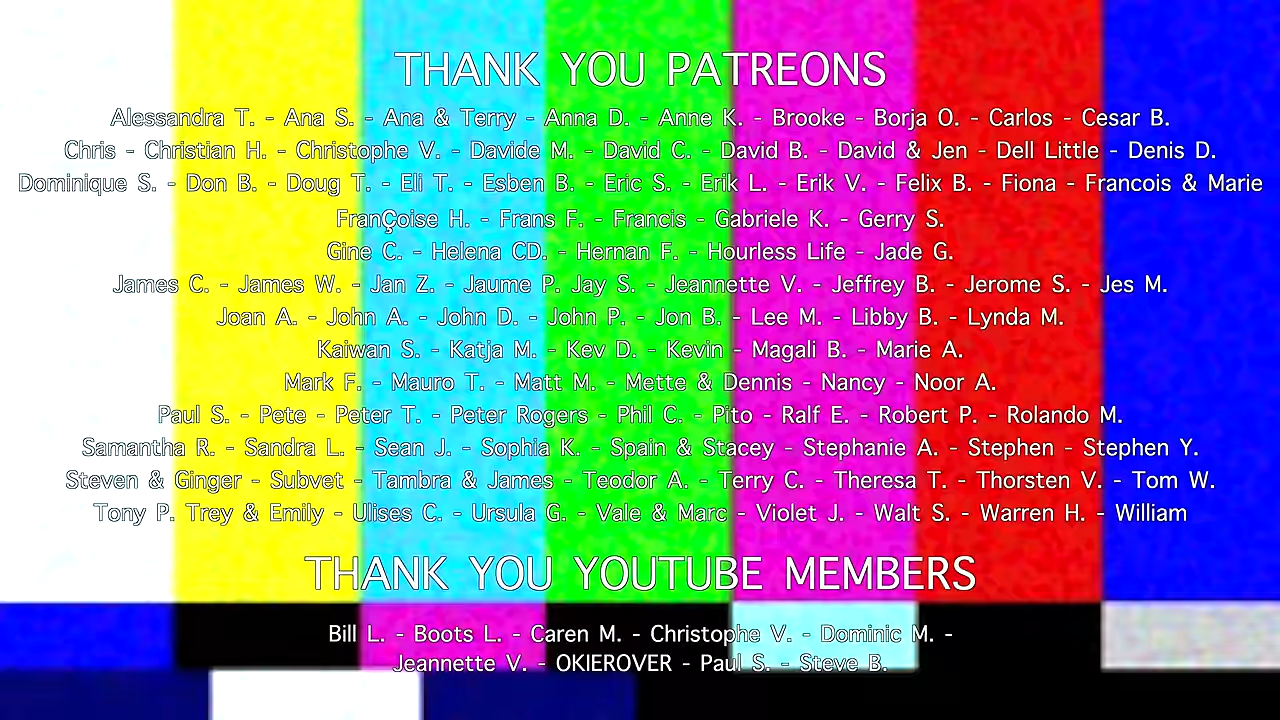 THANK YOU PATREONS
Alessandra T. - Ana S. - Ana & Terry - Anna D. - Anne K. - Brooke - Borja O. - Carlos - Cesar B.
Chris - Christian H. - Christophe V. - Davide M. - David C. - David B. - David & Jen - Dell Little - Denis D.
Dominique S. - Don B. - Doug T. - Eli T. - Esben B. - Eric S. - Erik L. - Erik V. - Felix B. - Fiona - Francois & Marie
FranÇoise H. - Frans F. - Francis - Gabriele K. - Gerry S.
Gine C. - Helena CD. - Hernan F. - Hourless Life - Jade G.
James C. - James W. - Jan Z. - Jaume P. Jay S. - Jeannette V. - Jeffrey B. - Jerome S. - Jes M.
Joan A. - John A. - John D. - John P. - Jon B. - Lee M. - Libby B. - Lynda M.
Kaiwan S. - Katja M. - Kev D. - Kevin - Magali B. - Marie A.
Mark F. - Mauro T. - Matt M. - Mette & Dennis - Nancy - Noor A.
Paul S. - Pete - Peter T. - Peter Rogers - Phil C. - Pito - Ralf E. - Robert P. - Rolando M.
Samantha R. - Sandra L. - Sean J. - Sophia K. - Spain & Stacey - Stephanie A. - Stephen - Stephen Y.
Steven & Ginger - Subvet - Tambra & James - Teodor A. - Terry C. - Theresa T. - Thorsten V. - Tom W.
Tony P. Trey & Emily - Ulises C. - Ursula G. - Vale & Marc - Violet J. - Walt S. - Warren H. - William
THANK YOU YOUTUBE MEMBERS
Bill L. - Boots L. - Caren M. - Christophe V. - Dominic M. -
Jeannette V. - OKIEROVER - Paul S. - Steve B.